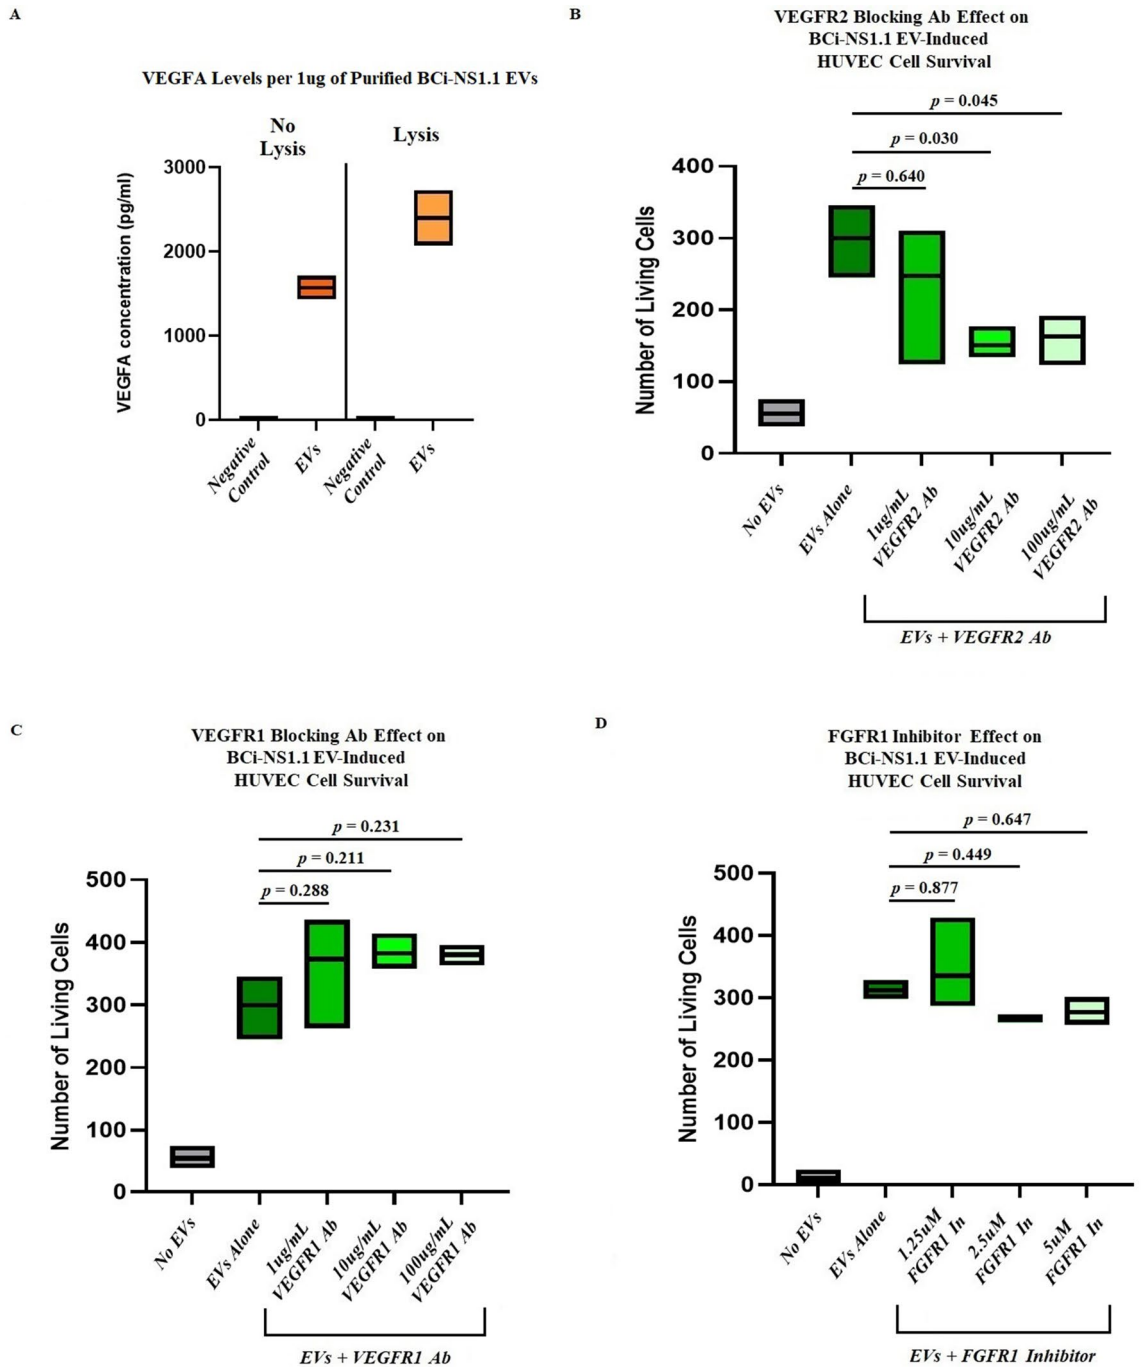 A
VEGFA Levels per 1ug of Purified BCi-NS1.1 EVs
No
Lysis
Lysis
VEGFA concentration (pg/ml)
3000
2000
1000
0
Negative
Control
EVs
Negative
Control
EVs
B
VEGFR2 Blocking Ab Effect on
BCi-NS1.1 EV-Induced
HUVEC Cell Survival
p = 0.045
p = 0.030
p = 0.640
Number of Living Cells
400
300
200
100
0
No EVs
EVs Alone
1ug/mL
VEGFR2 Ab
10ug/mL
VEGFR2 Ab
100ug/mL
VEGFR2 Ab
EVs + VEGFR2 Ab
C
VEGFR1 Blocking Ab Effect on
BCi-NS1.1 EV-Induced
HUVEC Cell Survival
p = 0.231
p = 0.211
p = 0.288
Number of Living Cells
500
400
300
200
100
0
No EVs
EVs Alone
1ug/mL
VEGFR1 Ab
10ug/mL
VEGFR1 Ab
100ug/mL
VEGFR1 Ab
EVs + VEGFR1 Ab
D
FGFR1 Inhibitor Effect on
BCi-NS1.1 EV-Induced
HUVEC Cell Survival
p = 0.647
p = 0.449
p = 0.877
Number of Living Cells
500
400
300
200
100
0
No EVs
EVs Alone
1.25uM
FGFR1 In
2.5uM
FGFR1 In
5uM
FGFR1 In
EVs + FGFR1 Inhibitor